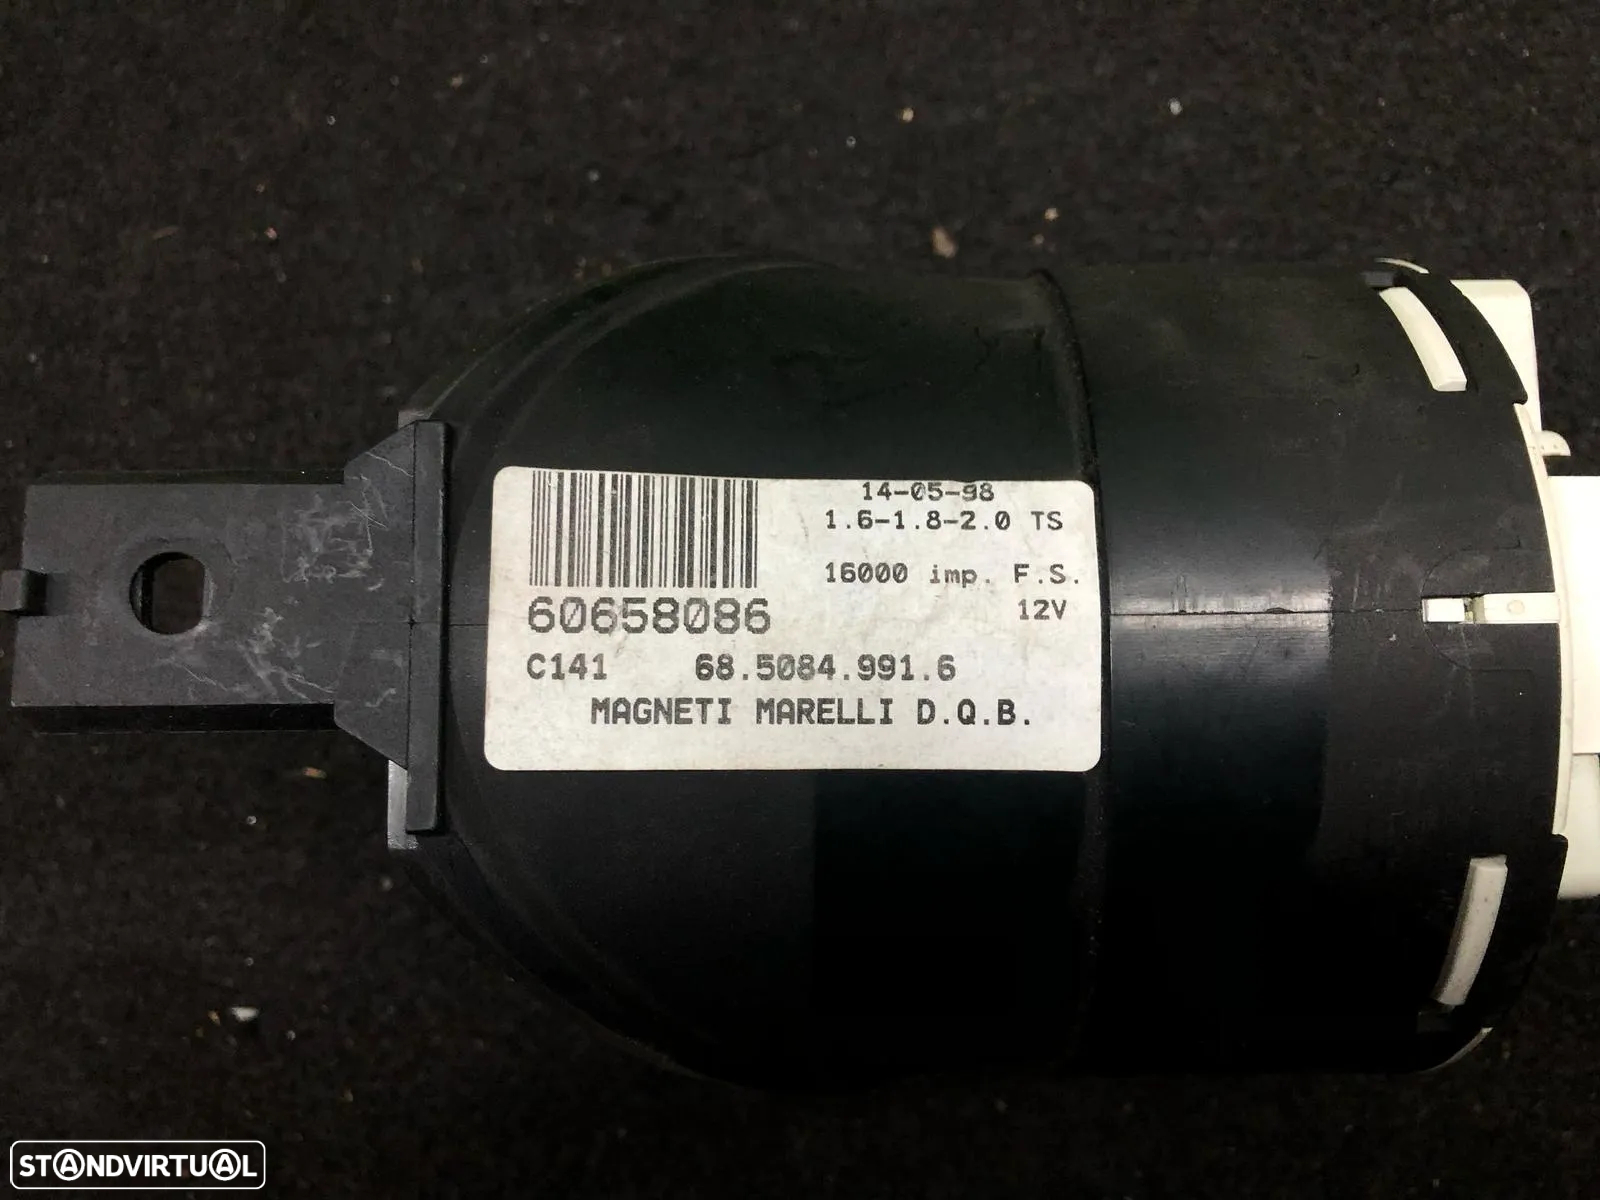 14-05-98
1.6-1.8-2.0 TS
16000 imp. F.S.
60658086
12V
C141 68.5084.991.6
MAGNETI MARELLI D.Q.B.
STANDVIRTUAL